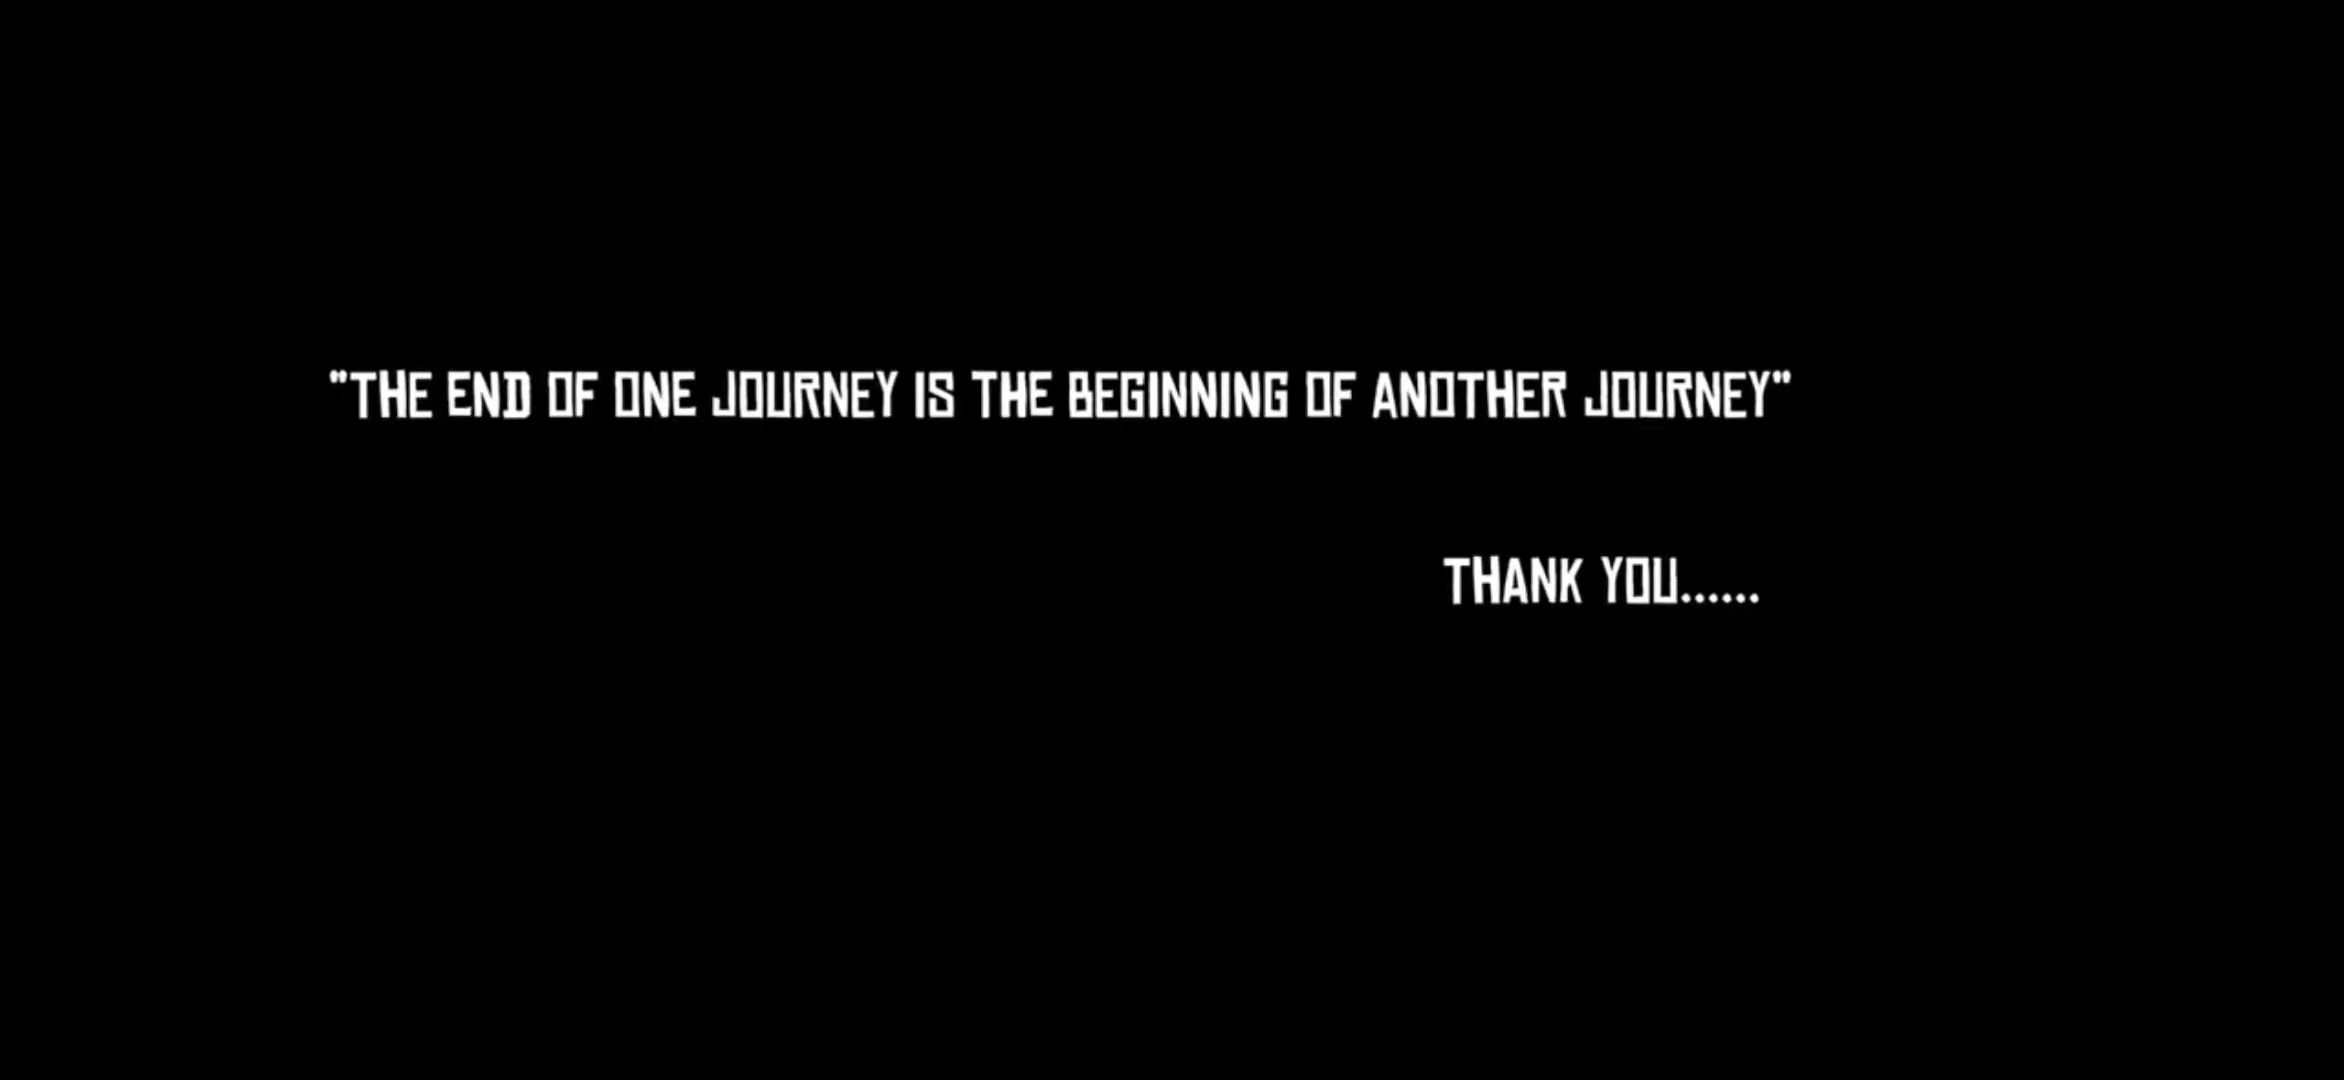 "THE END OF ONE JOURNEY IS THE BEGINNING OF ANOTHER JOURNEY"
THANK YOU......